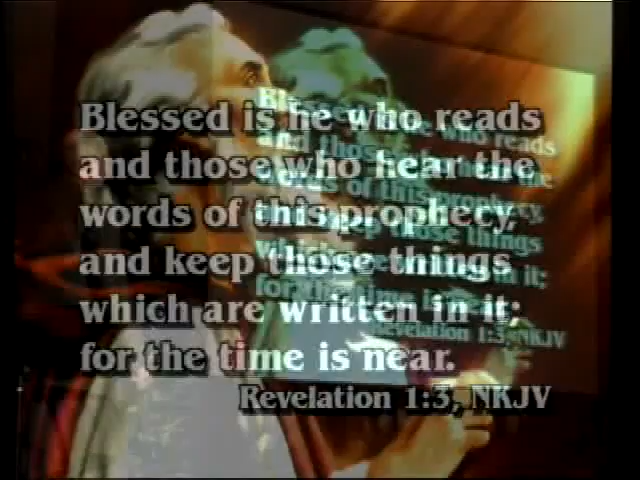 Blessed is he who reads
and those who hear the
words of this prophecy,
and keep those things
which are written in it;
for the time is near.
Revelation 1:3, NKJV